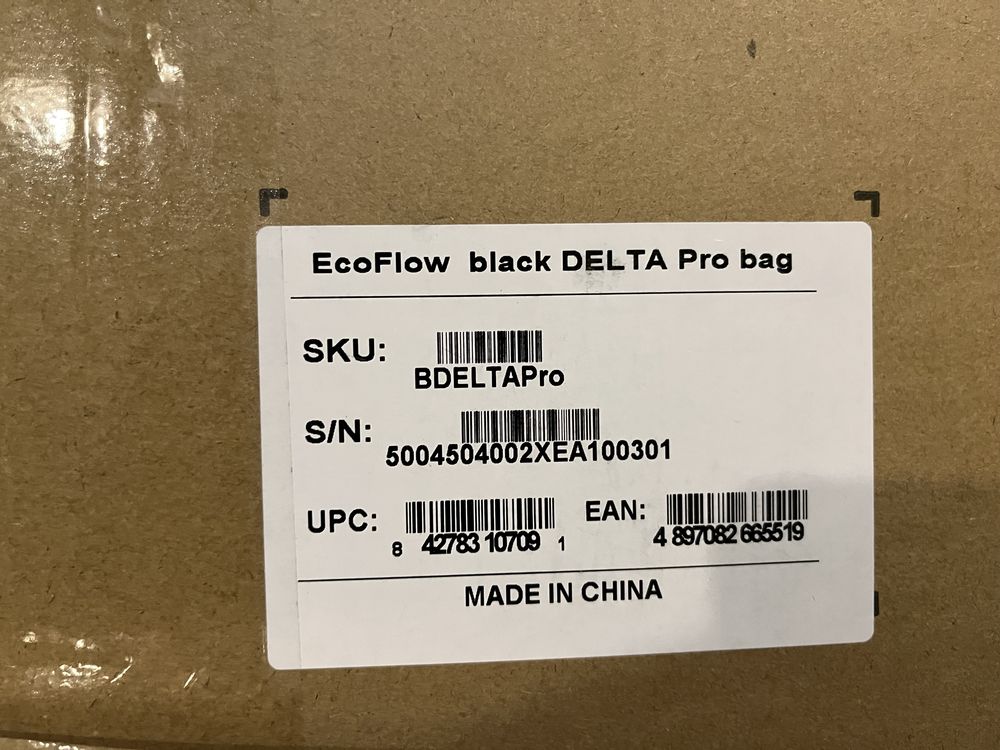 EcoFlow black DELTA Pro bag
SKU:
BDELTAPro
S/N:
5004504002XEA100301
UPC:
8 42783 10709 1
EAN:
4 897082 665519
MADE IN CHINA